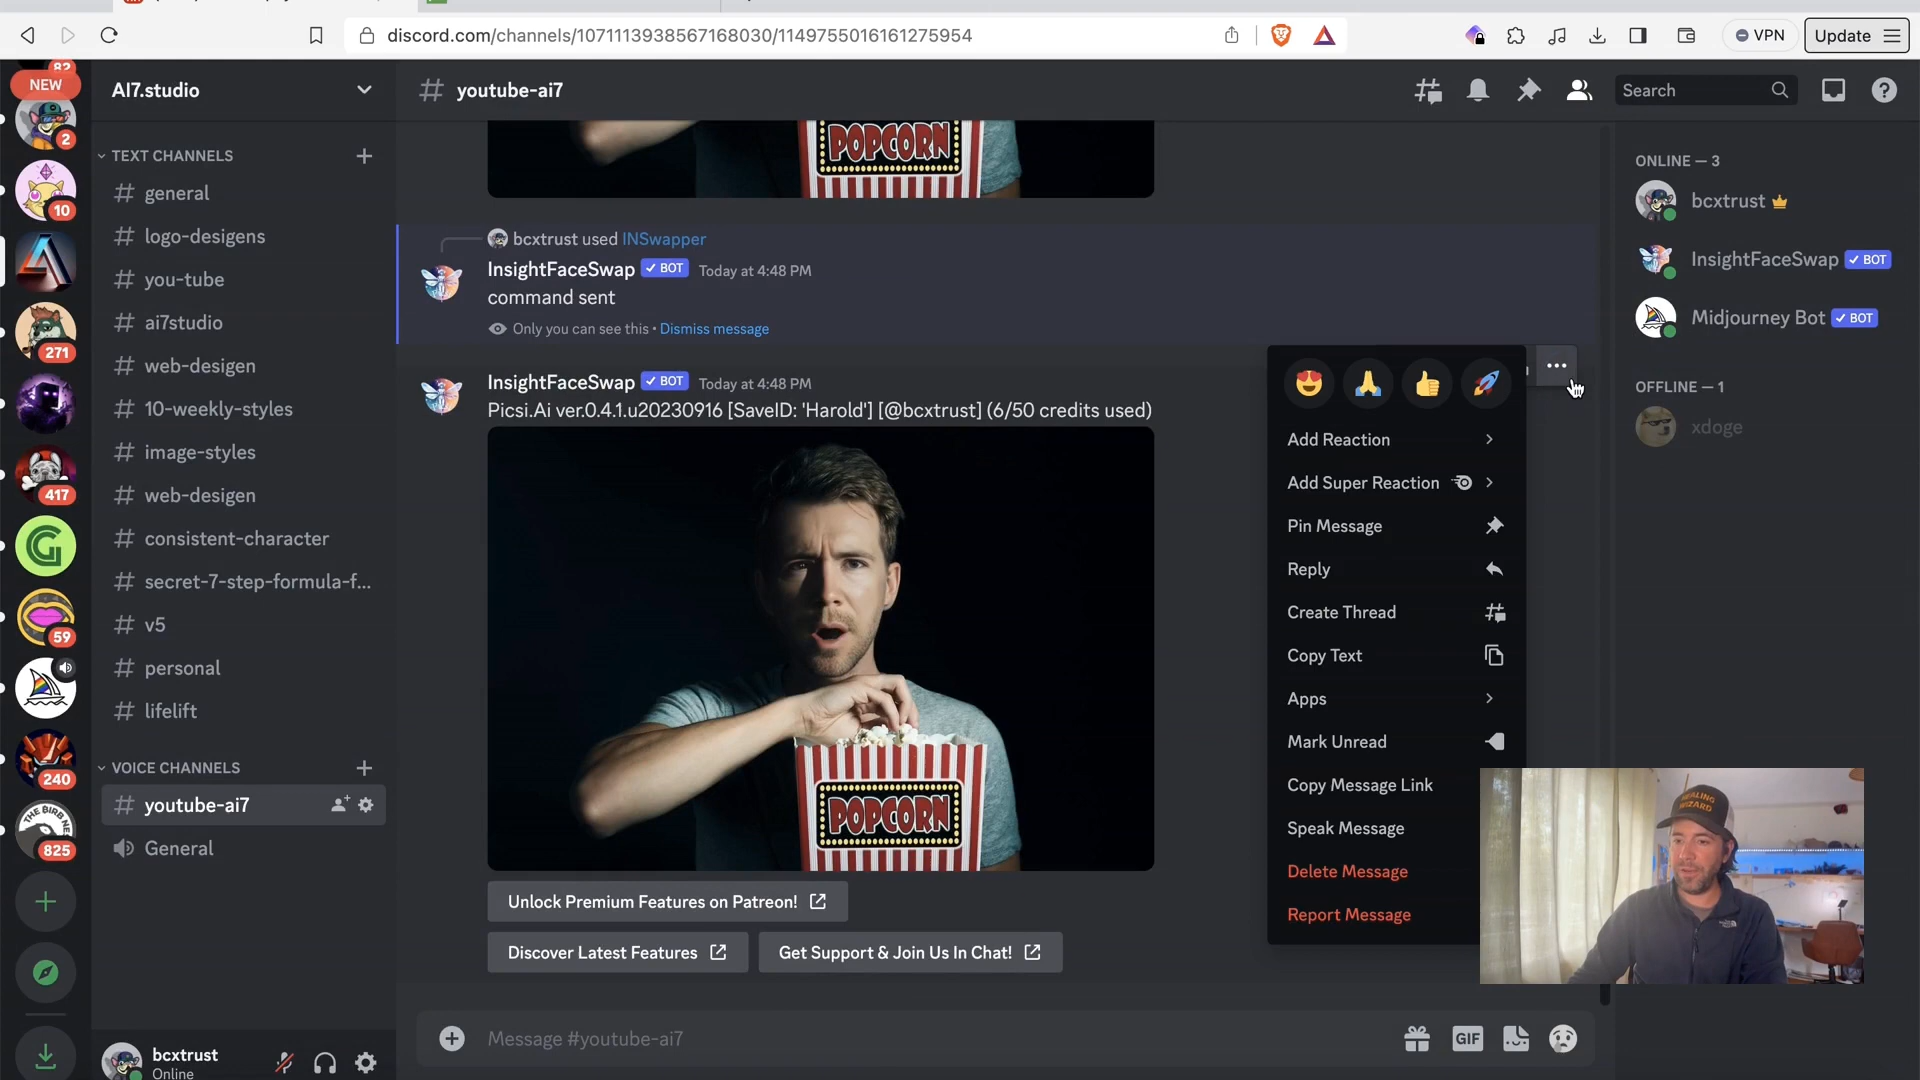 discord.com/channels/1071113938567168030/1149755016161275954
VPN
Update
82
NEW
2
10
271
417
59
240
THE BIRB NE
825
AI7.studio
TEXT CHANNELS
general
logo-desigens
you-tube
ai7studio
web-desigen
10-weekly-styles
image-styles
web-desigen
consistent-character
secret-7-step-formula-f...
v5
personal
lifelift
VOICE CHANNELS
youtube-ai7
General
bcxtrust
Online
youtube-ai7
Search
POPCORN
bcxtrust used INSwapper
InsightFaceSwap BOT Today at 4:48 PM
command sent
Only you can see this • Dismiss message
InsightFaceSwap BOT Today at 4:48 PM
Picsi.Ai ver.0.4.1.u20230916 [SaveID: 'Harold'] [@bcxtrust] (6/50 credits used)
POPCORN
Unlock Premium Features on Patreon!
Discover Latest Features
Get Support & Join Us In Chat!
Message #youtube-ai7
GIF
Add Reaction
Add Super Reaction
Pin Message
Reply
Create Thread
Copy Text
Apps
Mark Unread
Copy Message Link
Speak Message
Delete Message
Report Message
ONLINE — 3
bcxtrust
InsightFaceSwap BOT
Midjourney Bot BOT
OFFLINE — 1
xdoge
HEALING
WIZARD